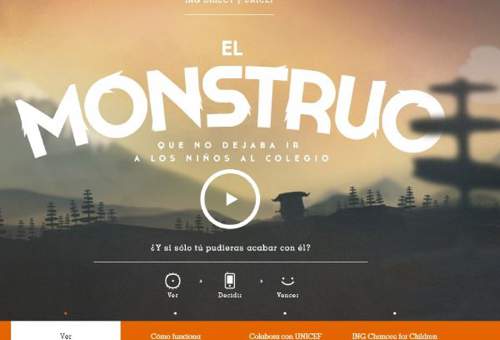 ING DIRECT | UNICEF
EL
MONSTRUO
QUE NO DEJABA IR
A LOS NIÑOS AL COLEGIO
¿Y si sólo tú pudieras acabar con él?
Ver
Decidir
Vencer
Ver
Cómo funciona
Colabora con UNICEF
ING Chances for Children